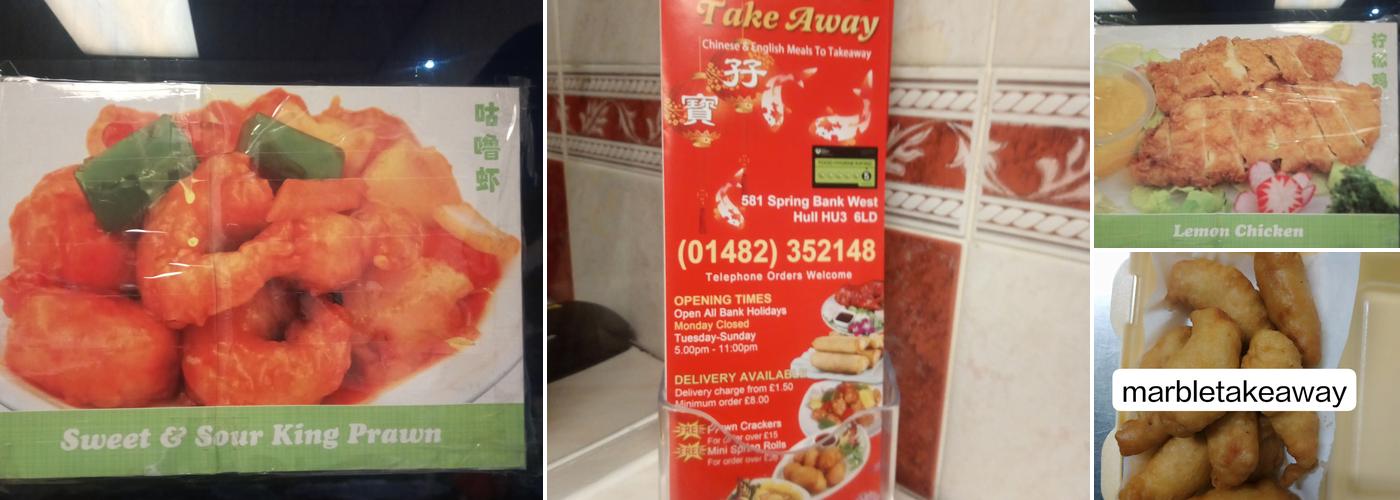 咕嚕虾
Sweet & Sour King Prawn
Take Away
Chinese & English Meals To Takeaway
孖
寶
581 Spring Bank West
Hull HU3 6LD
(01482) 352148
Telephone Orders Welcome
OPENING TIMES
Open All Bank Holidays
Monday Closed
Tuesday-Sunday
5.00pm - 11:00pm
DELIVERY AVAILABLE
Delivery charge from £1.50
Minimum order £8.00
FREE Prawn Crackers
For order over £15
FREE Mini Spring Rolls
For order over
Lemon Chicken
marbletakeaway